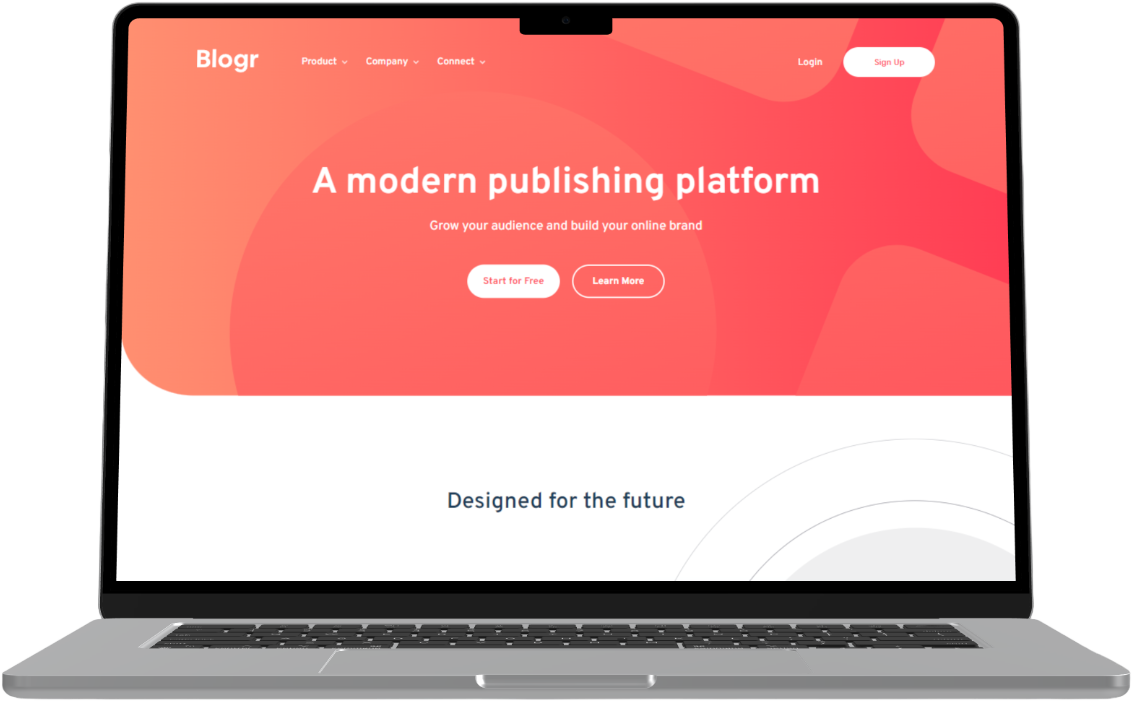 Blogr
Product
Company
Connect
Login
Sign Up
A modern publishing platform
Grow your audience and build your online brand
Start for Free
Learn More
Designed for the future